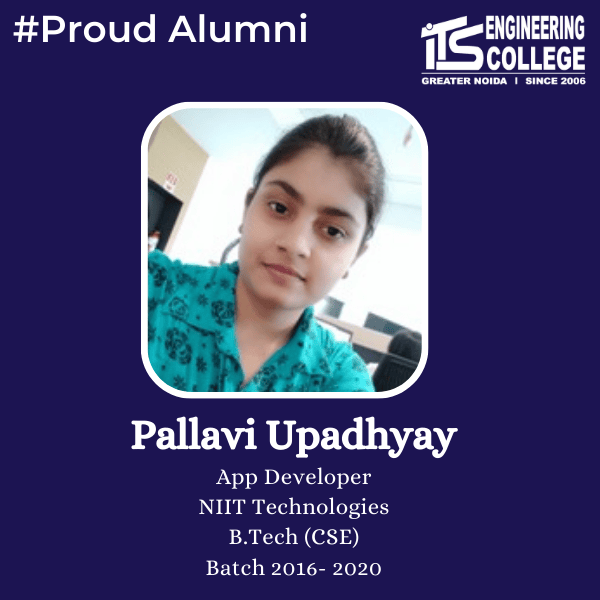 #Proud Alumni
ITS ENGINEERING
COLLEGE
GREATER NOIDA | SINCE 2006
Pallavi Upadhyay
App Developer
NIIT Technologies
B.Tech (CSE)
Batch 2016- 2020